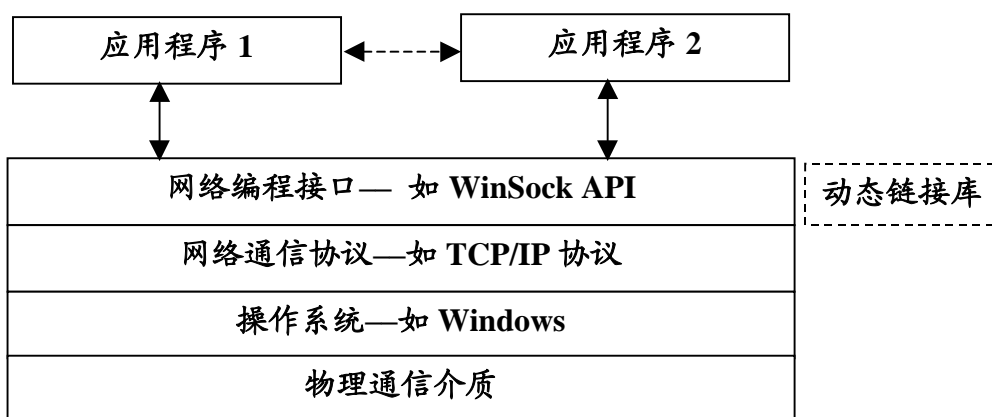 应用程序 1
应用程序 2
网络编程接口— 如 WinSock API
动态链接库
网络通信协议—如 TCP/IP 协议
操作系统—如 Windows
物理通信介质